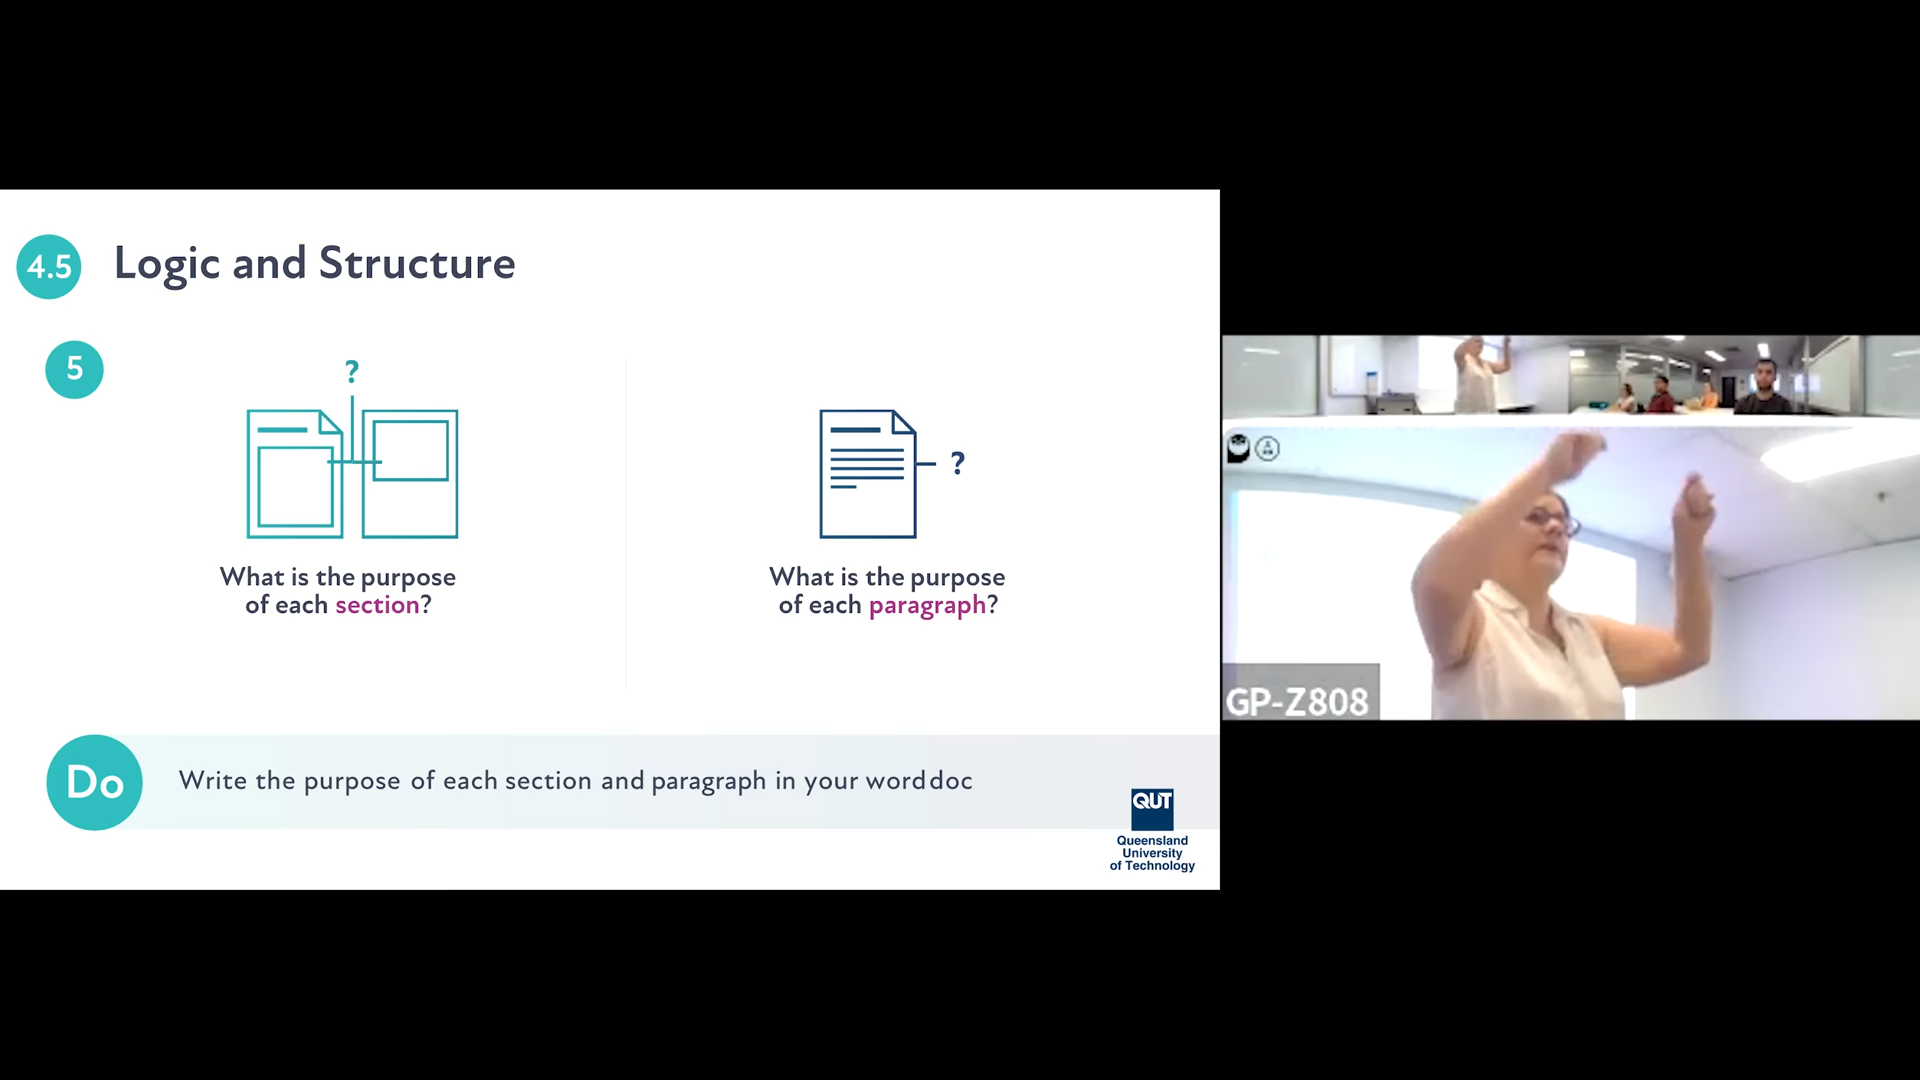 4.5
Logic and Structure
5
?
?
What is the purpose
of each section?
What is the purpose
of each paragraph?
Do
Write the purpose of each section and paragraph in your worddoc
QUT
Queensland
University
of Technology
GP-Z808